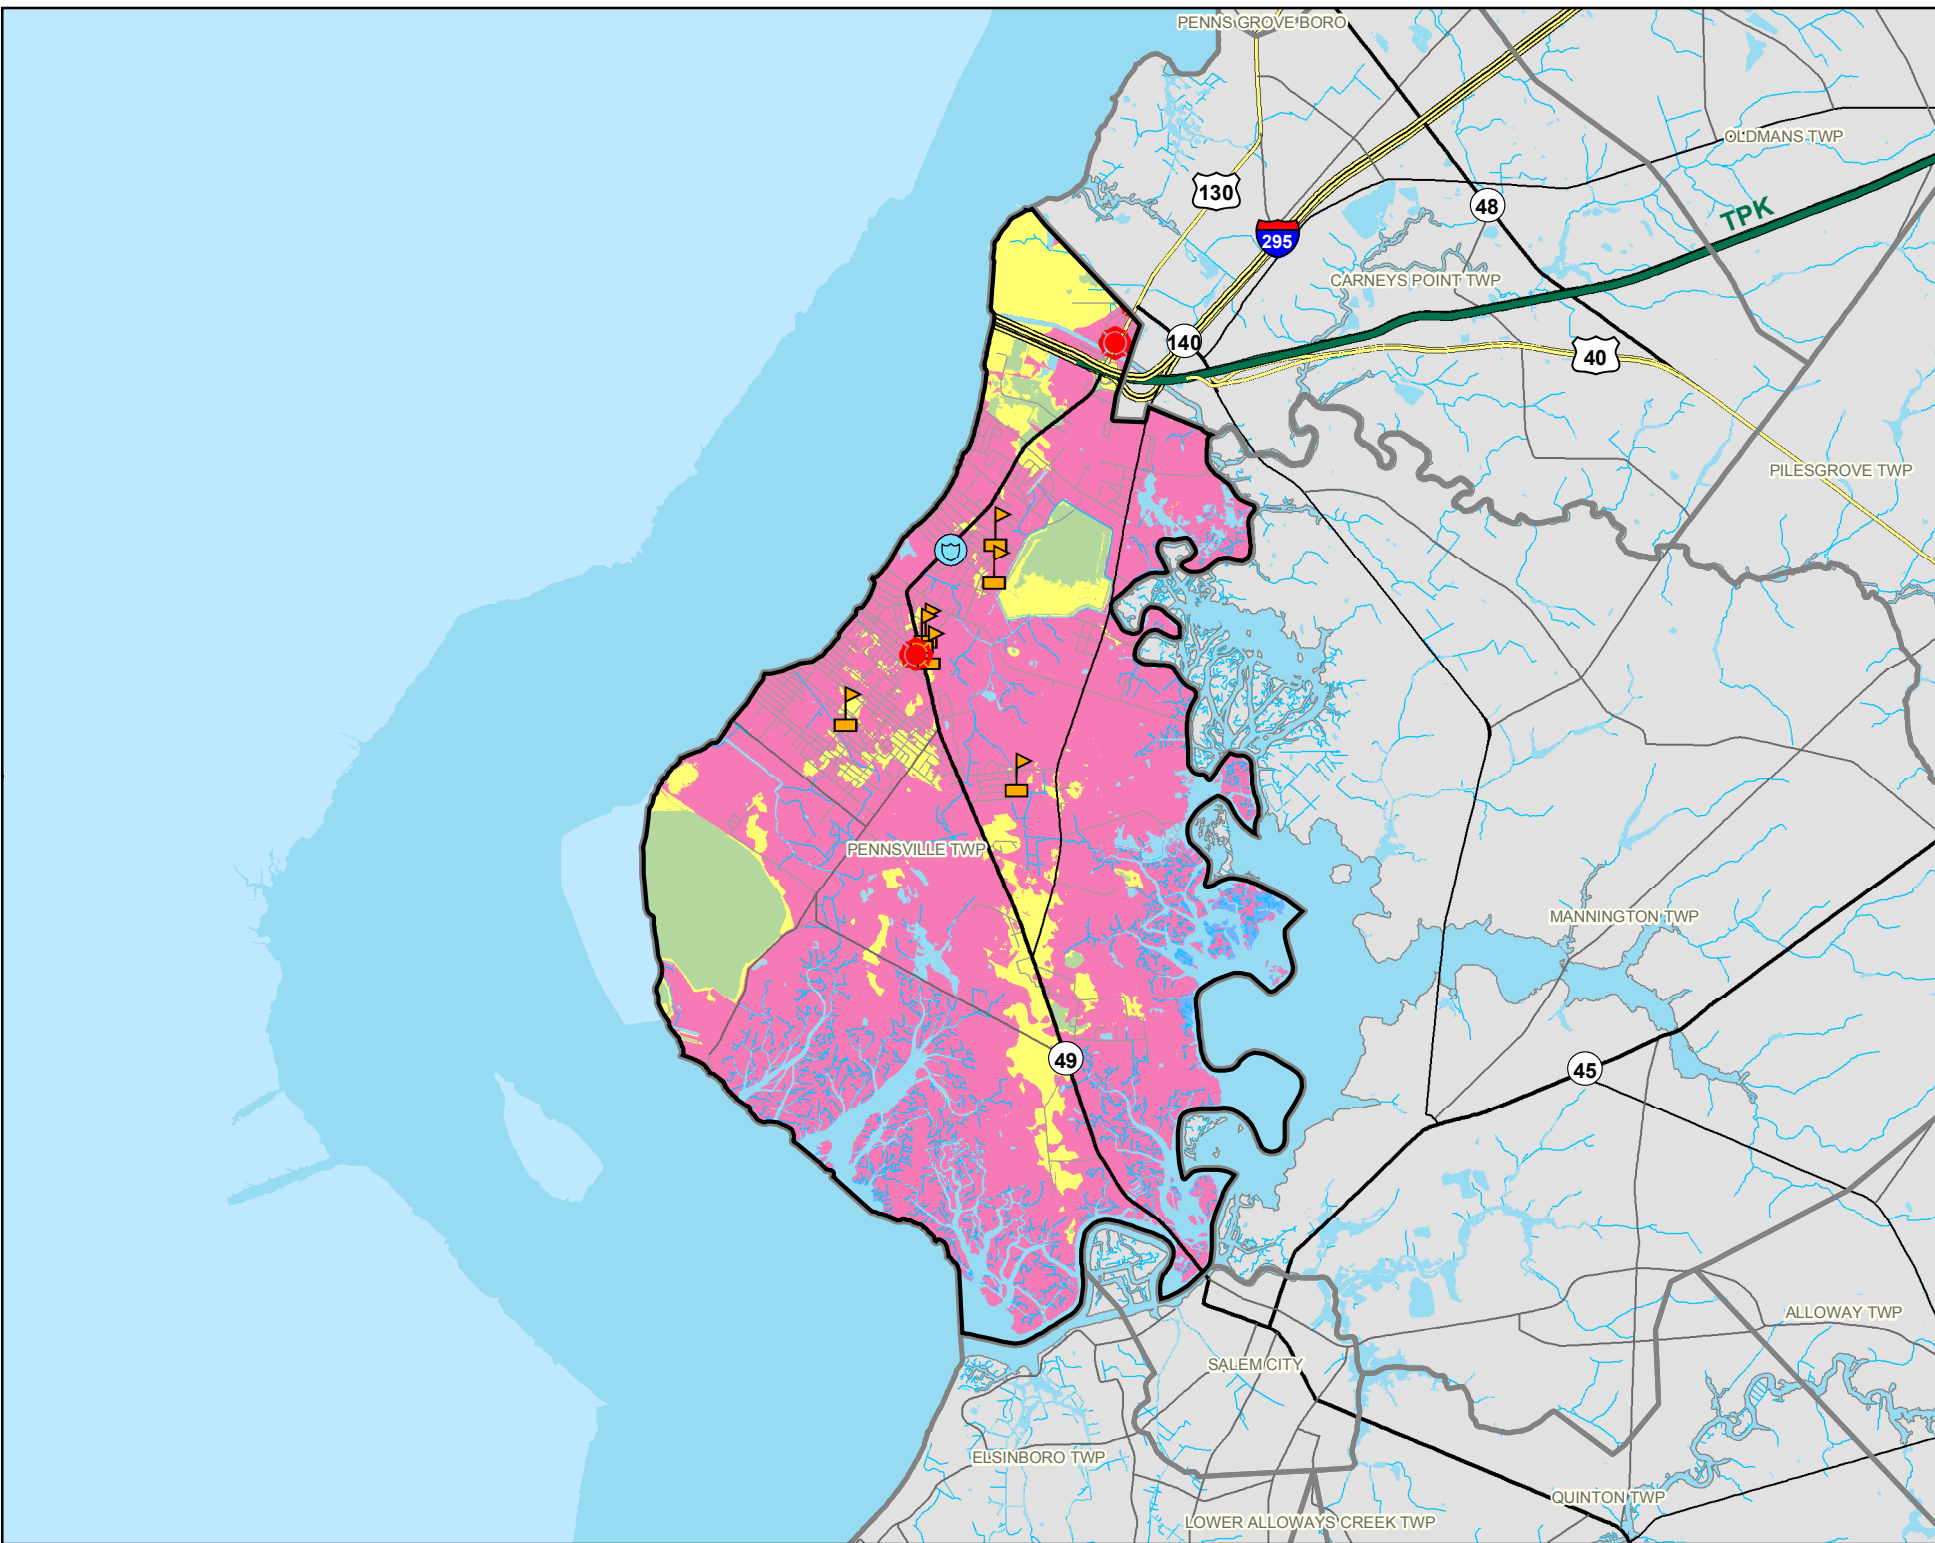 PENNS GROVE BORO
OLDMANS TWP
130
48
TPK
295
CARNEYS POINT TWP
140
40
PILESGROVE TWP
PENNSVILLE TWP
MANNINGTON TWP
49
45
ALLOWAY TWP
SALEM CITY
ELSINBORO TWP
QUINTON TWP
LOWER ALLOWAYS CREEK TWP